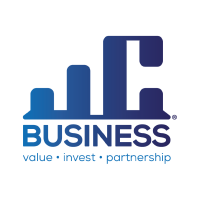 ®
BUSINESS
value • invest • partnership